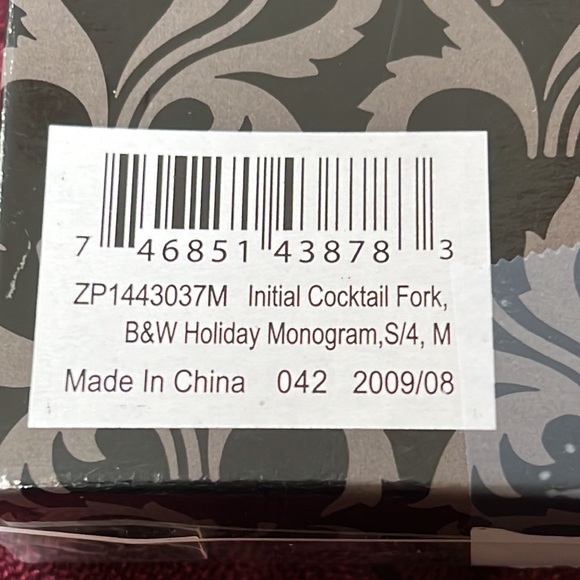 7 46851 43878 3
ZP1443037M Initial Cocktail Fork,
B&W Holiday Monogram,S/4, M
Made In China 042 2009/08